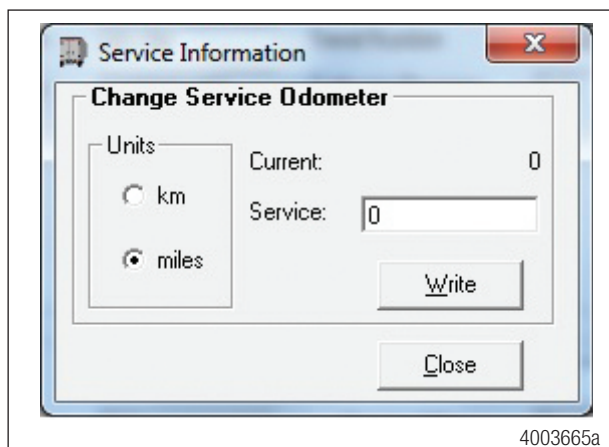 Service Information
Change Service Odometer
Units
km
miles
Current: 0
Service: 0
Write
Close
4003665a